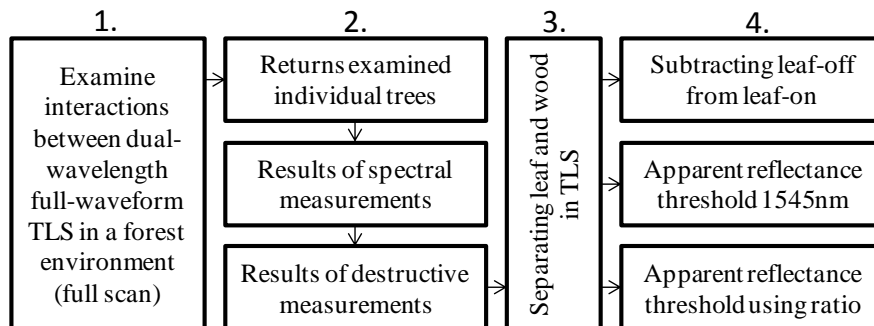 1.
Examine
interactions
between dual-
wavelength
full-waveform
TLS in a forest
environment
(full scan)
2.
Returns examined
individual trees
Results of spectral
measurements
Results of destructive
measurements
3.
Separating leaf and wood
in TLS
4.
Subtracting leaf-off
from leaf-on
Apparent reflectance
threshold 1545nm
Apparent reflectance
threshold using ratio